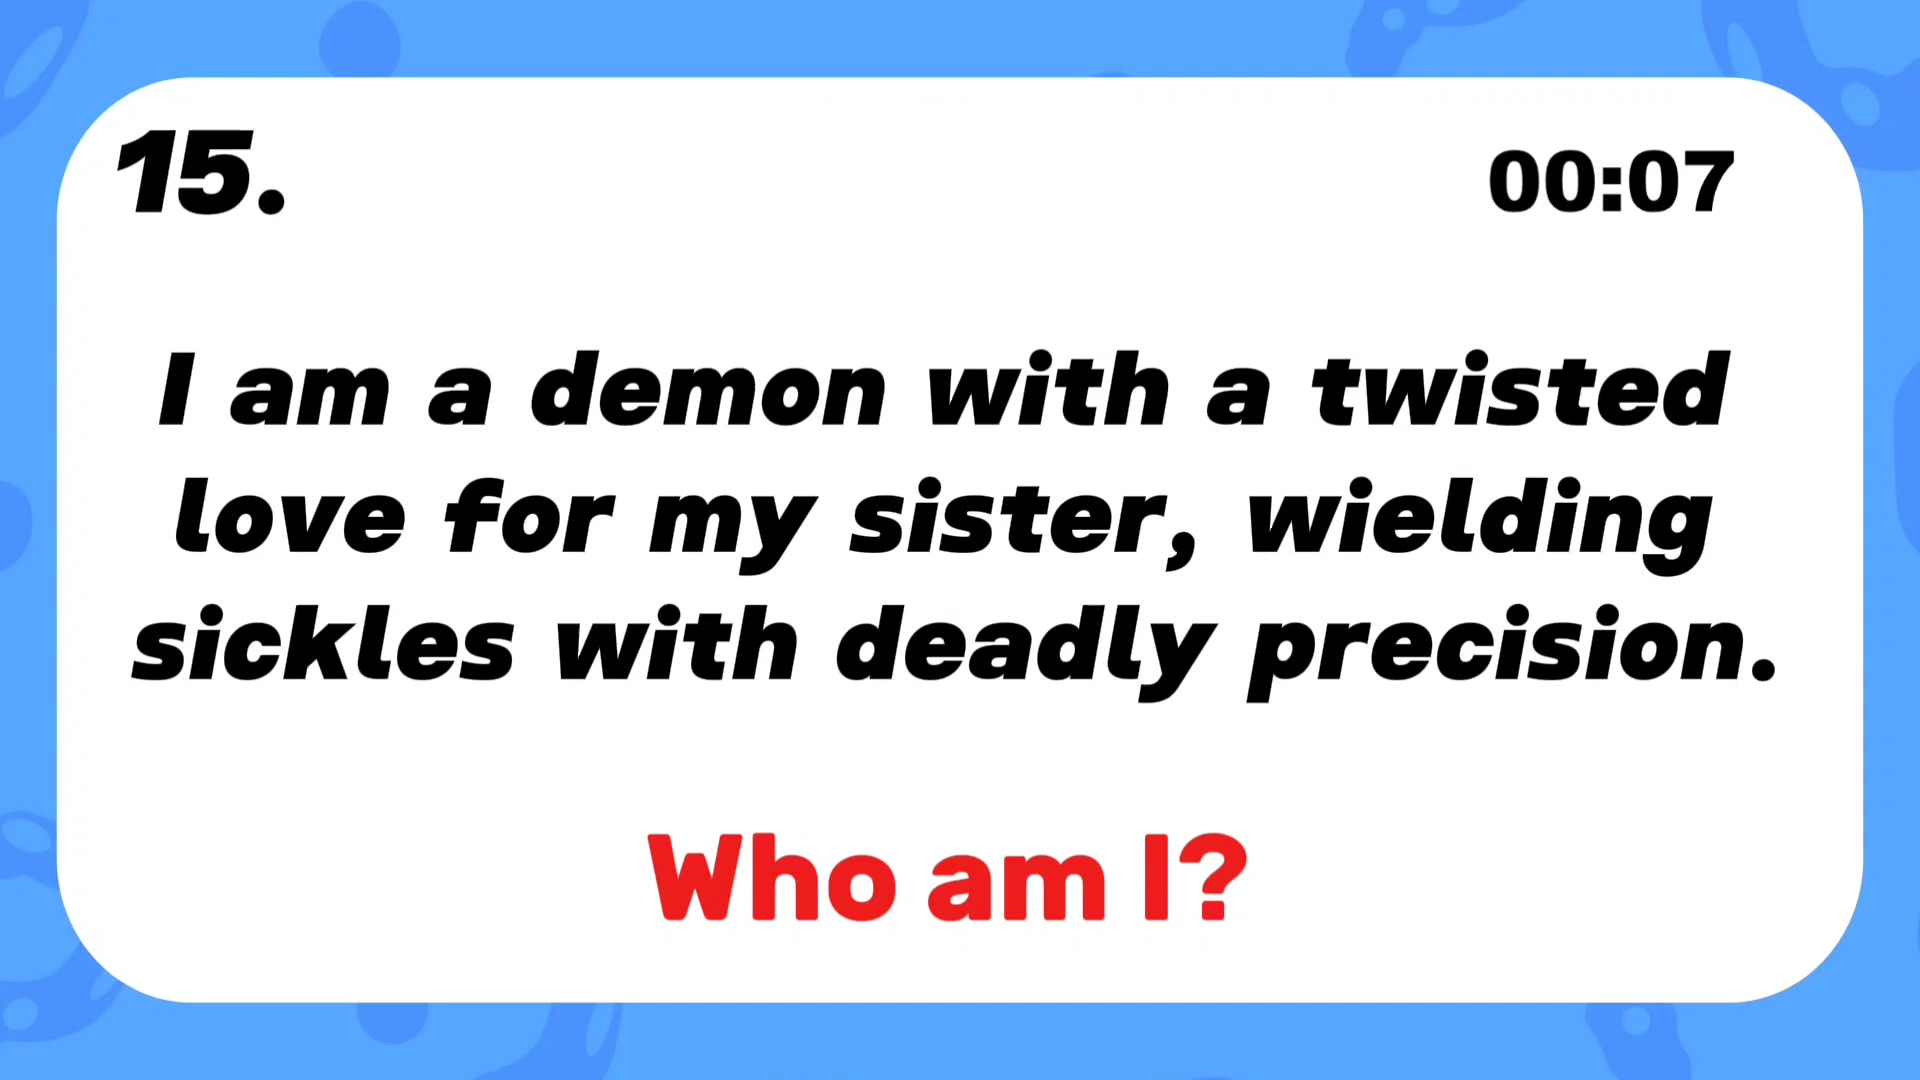 15.
00:07
I am a demon with a twisted
love for my sister, wielding
sickles with deadly precision.
Who am I?